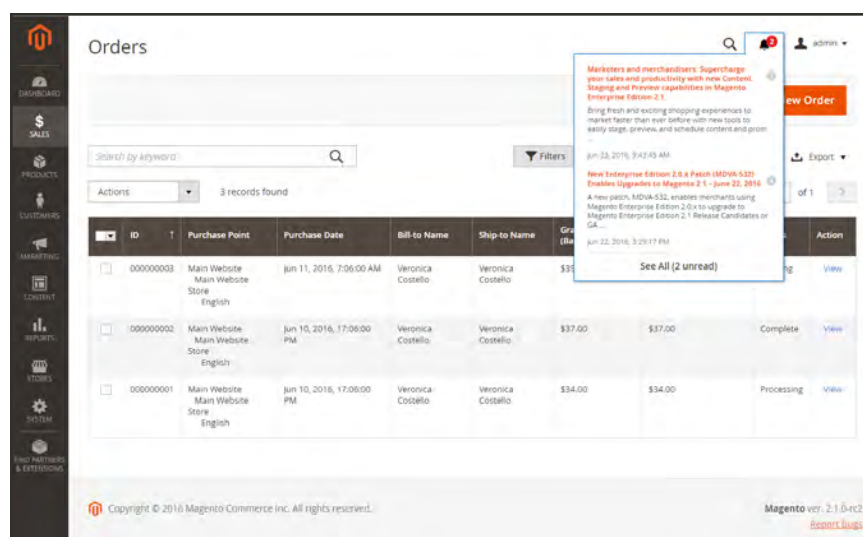 Orders
2
admin
DASHBOARD
$
SALES
PRODUCTS
CUSTOMERS
MARKETING
CONTENT
REPORTS
STORES
SYSTEM
FIND PARTNERS
& EXTENSIONS
Marketers and merchandisers: Supercharge
your sales and productivity with new Content
Staging and Preview capabilities in Magento
Enterprise Edition 2.1
Bring fresh and exciting shopping experiences to
market faster than ever before with new tools to
easily stage, preview, and schedule content and prom
...
Jun 23, 2016, 9:43:45 AM
New Enterprise Edition 2.0.x Patch (MDVA-532)
Enables Upgrades to Magento 2.1 – June 22, 2016
A new patch, MDVA-532, enables merchants using
Magento Enterprise Edition 2.0.x to upgrade to
Magento Enterprise Edition 2.1 Release Candidates or
GA ...
Jun 22, 2016, 3:29:17 PM
See All (2 unread)
ew Order
Search by keyword
Filters
Export
Actions
3 records found
of 1
ID
Purchase Point
Purchase Date
Bill-to Name
Ship-to Name
Action
000000003
Main Website
Main Website
Store
English
Jun 11, 2016, 7:06:00 AM
Veronica
Costello
Veronica
Costello
View
000000002
Main Website
Main Website
Store
English
Jun 10, 2016, 17:06:00
PM
Veronica
Costello
Veronica
Costello
$37.00
$37.00
Complete
View
000000001
Main Website
Main Website
Store
English
Jun 10, 2016, 17:06:00
PM
Veronica
Costello
Veronica
Costello
$34.00
$34.00
Processing
View
Copyright © 2016 Magento Commerce Inc. All rights reserved.
Magento ver. 2.1.0-rc2
Report Bugs